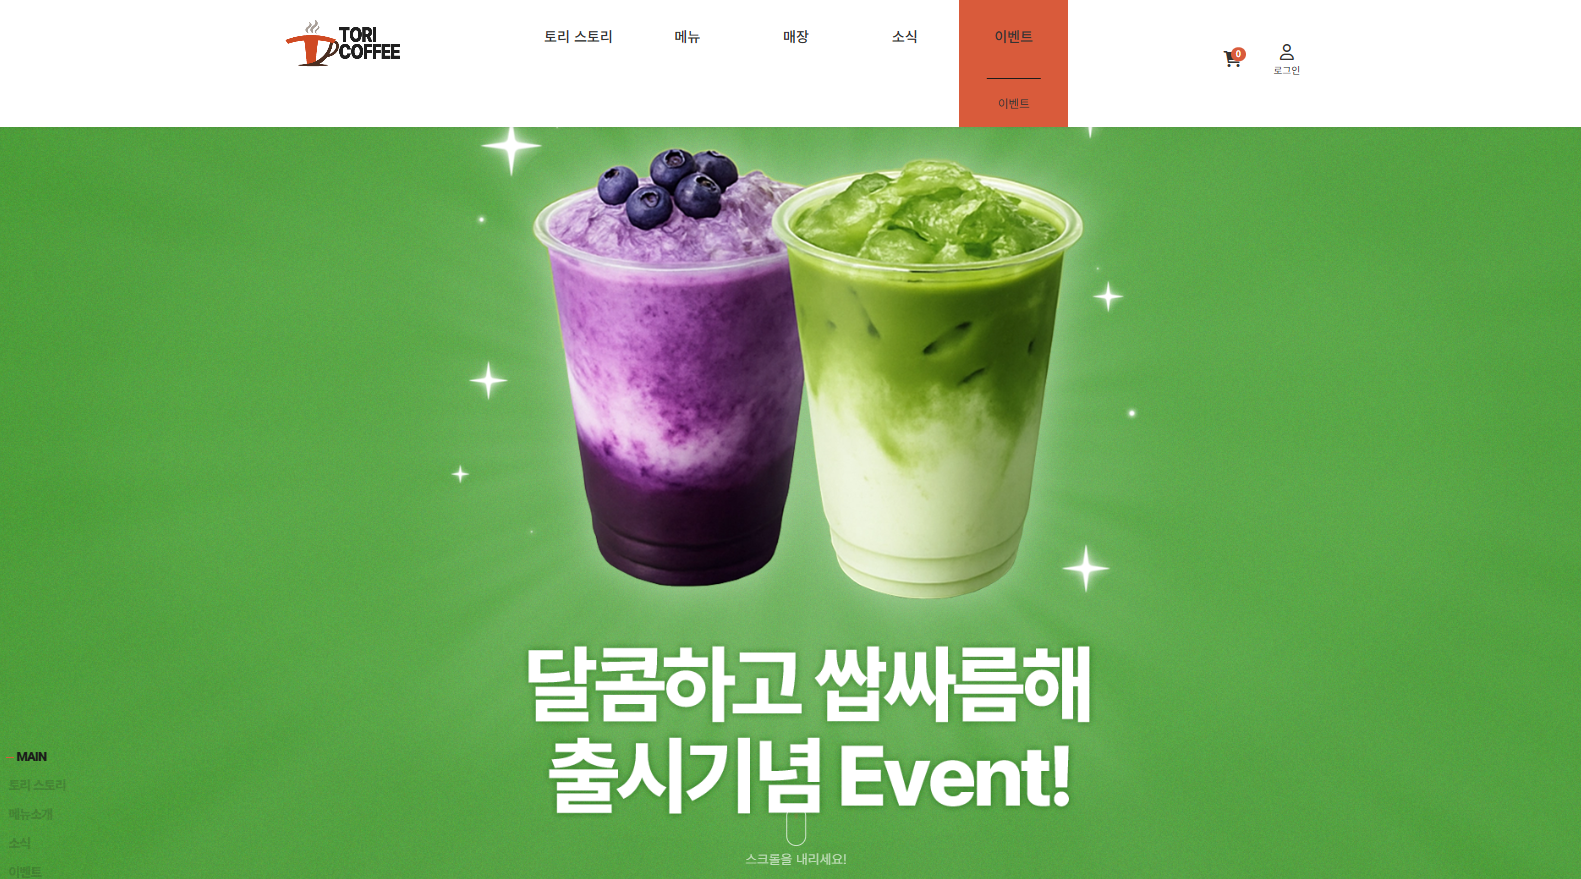 TORI
COFFEE
토리 스토리
메뉴
매장
소식
이벤트
이벤트
0
로그인
달콤하고 쌉싸름해
출시기념 Event!
스크롤을 내리세요!
MAIN
토리 스토리
메뉴소개
소식
이벤트